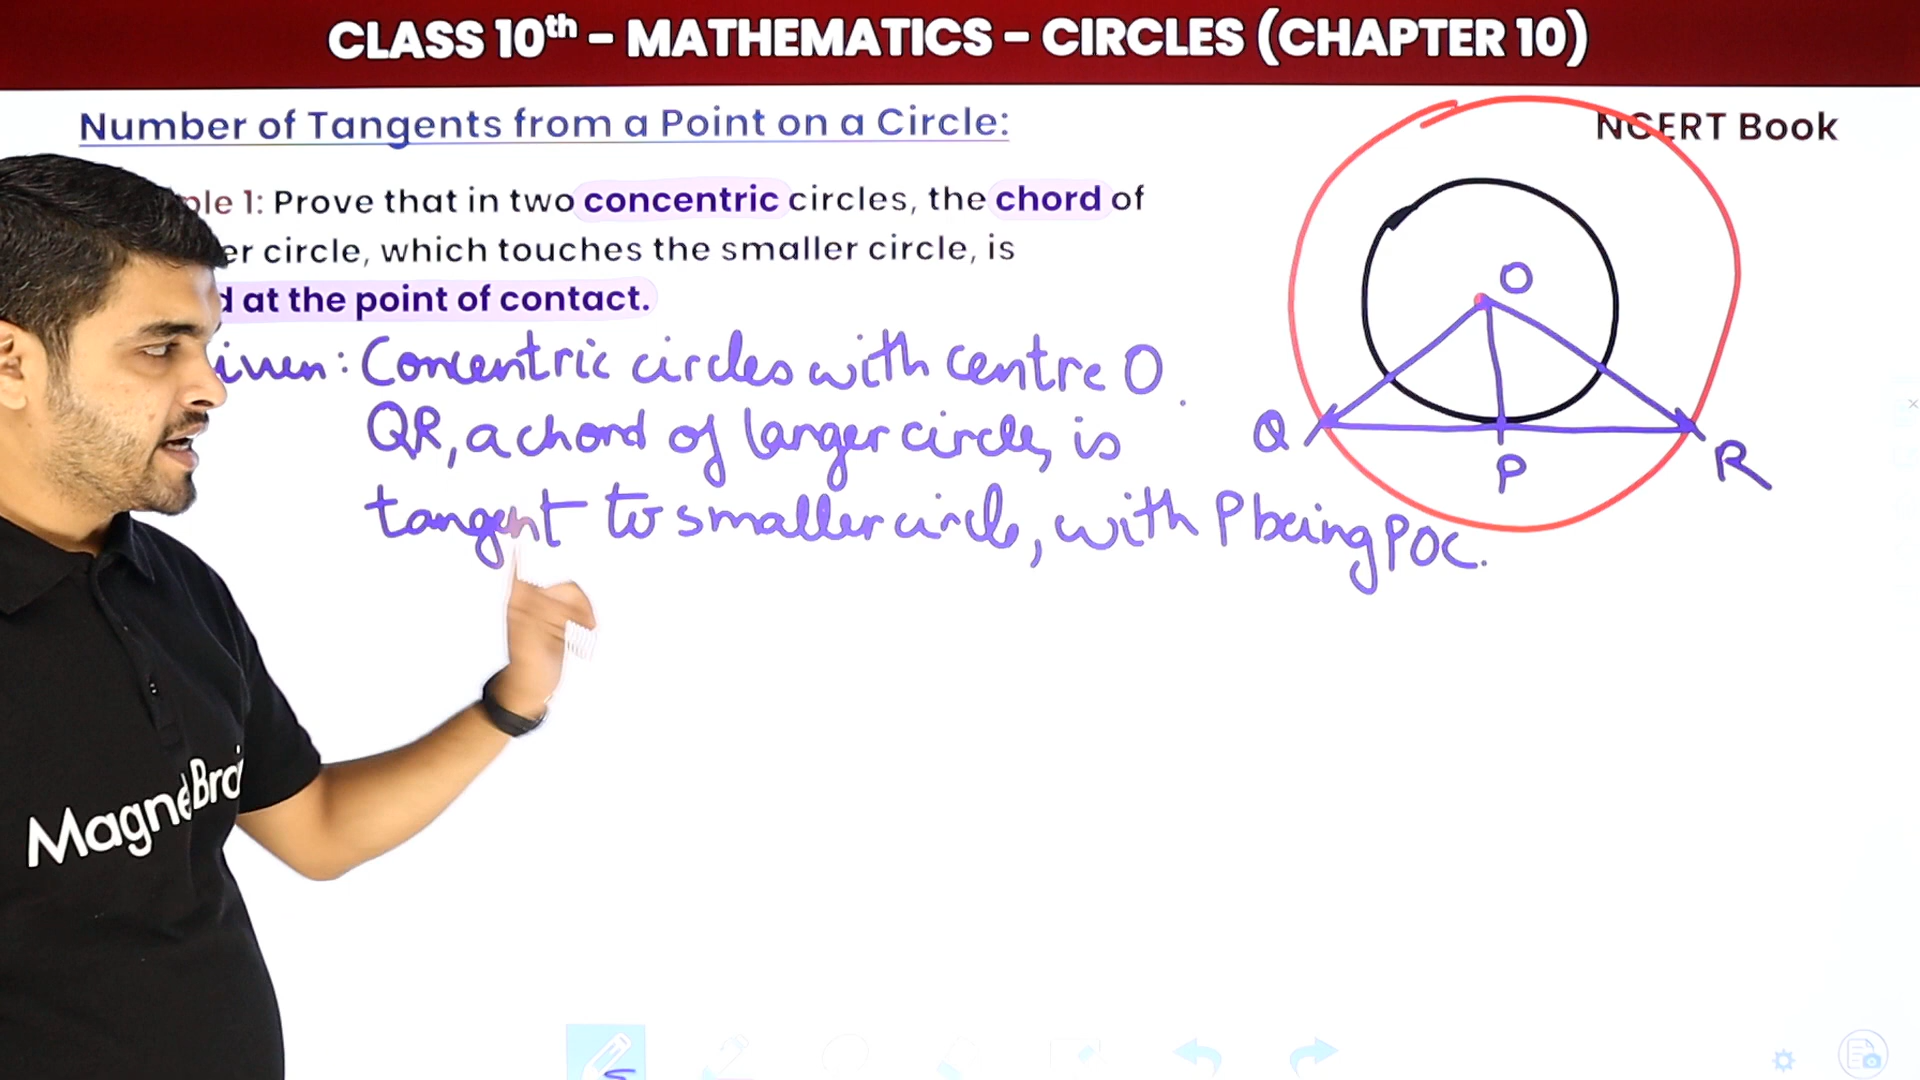 CLASS 10th – MATHEMATICS – CIRCLES (CHAPTER 10)
Number of Tangents from a Point on a Circle:
NCERT Book
ple 1: Prove that in two concentric circles, the chord of
er circle, which touches the smaller circle, is
d at the point of contact.
iven: Concentric circles with centre O.
QR, a chord of larger circle, is
tangent to smaller circle, with P being POC.
O
Q
P
R
MagnetBrai